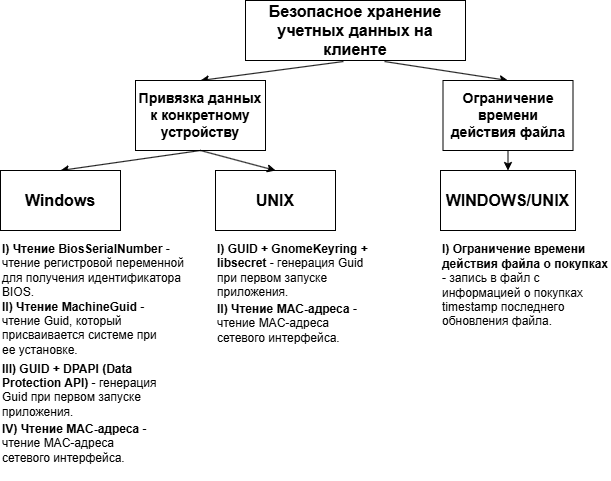 Безопасное хранение
учетных данных на
клиенте
Привязка данных
к конкретному
устройству
Ограничение
времени
действия файла
Windows
UNIX
WINDOWS/UNIX
I) Чтение BiosSerialNumber -
чтение регистровой переменной
для получения идентификатора
BIOS.
II) Чтение MachineGuid -
чтение Guid, который
присваивается системе при
ее установке.
III) GUID + DPAPI (Data
Protection API) - генерация
Guid при первом запуске
приложения.
IV) Чтение MAC-адреса -
чтение MAC-адреса
сетевого интерфейса.
I) GUID + GnomeKeyring +
libsecret - генерация Guid
при первом запуске
приложения.
II) Чтение MAC-адреса -
чтение MAC-адреса
сетевого интерфейса.
I) Ограничение времени
действия файла о покупках
- запись в файл с
информацией о покупках
timestamp последнего
обновления файла.